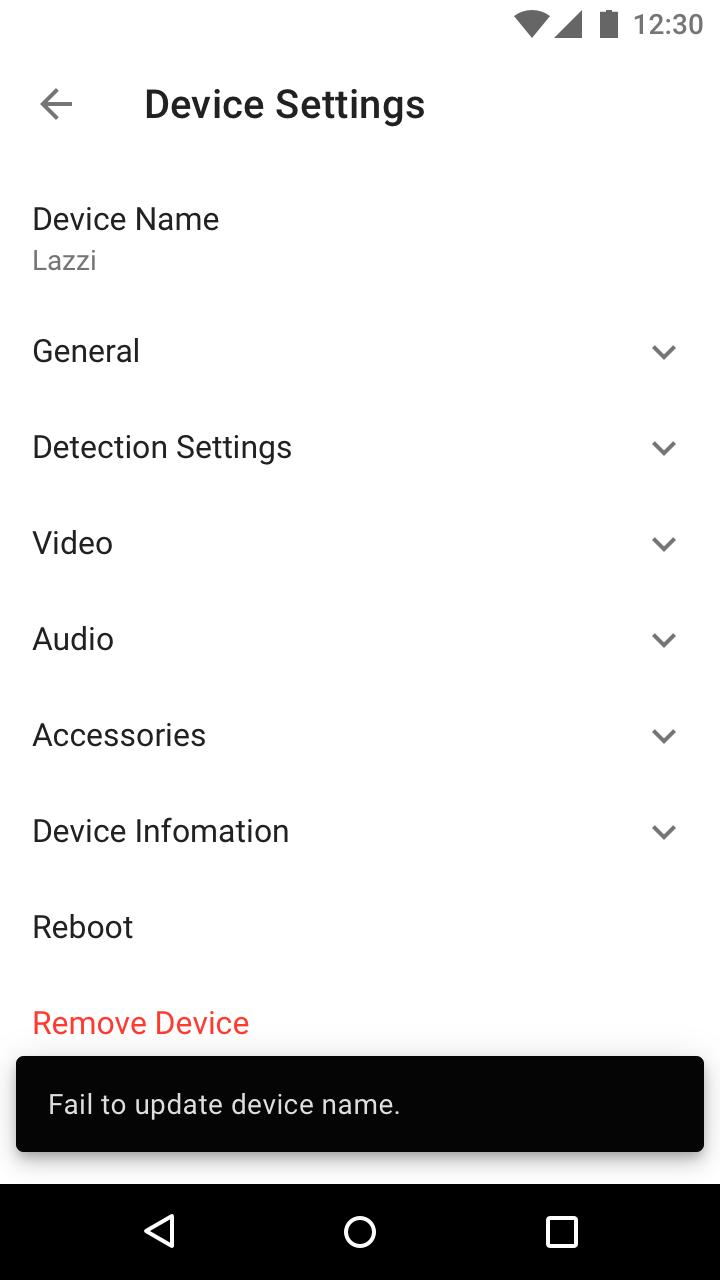 12:30
Device Settings
Device Name
Lazzi
General
Detection Settings
Video
Audio
Accessories
Device Infomation
Reboot
Remove Device
Fail to update device name.